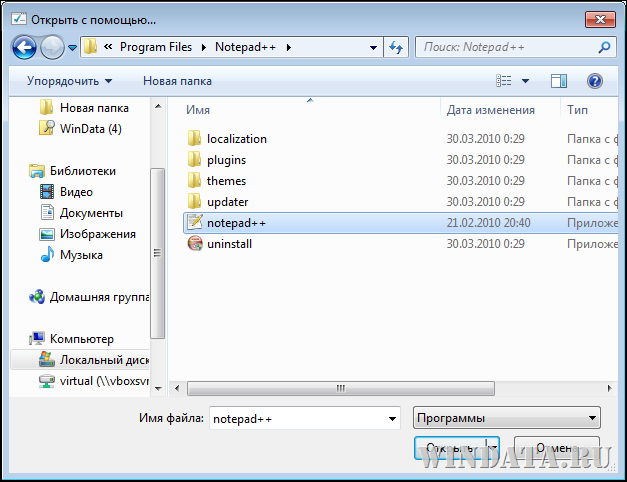 Открыть с помощью...
« Program Files Notepad++
Поиск: Notepad++
Упорядочить Новая папка
Новая папка
WinData (4)
Библиотеки
Видео
Документы
Изображения
Музыка
Домашняя группа
Компьютер
Локальный диск
virtual (\\vboxsvr
Имя Дата изменения Тип
localization 30.03.2010 0:29 Папка с ф
plugins 30.03.2010 0:29 Папка с ф
themes 30.03.2010 0:29 Папка с ф
updater 30.03.2010 0:29 Папка с ф
notepad++ 21.02.2010 20:40 Приложе
uninstall 30.03.2010 0:29 Приложе
Имя файла: notepad++ Программы
Открыть Отмена
WINDATA.RU